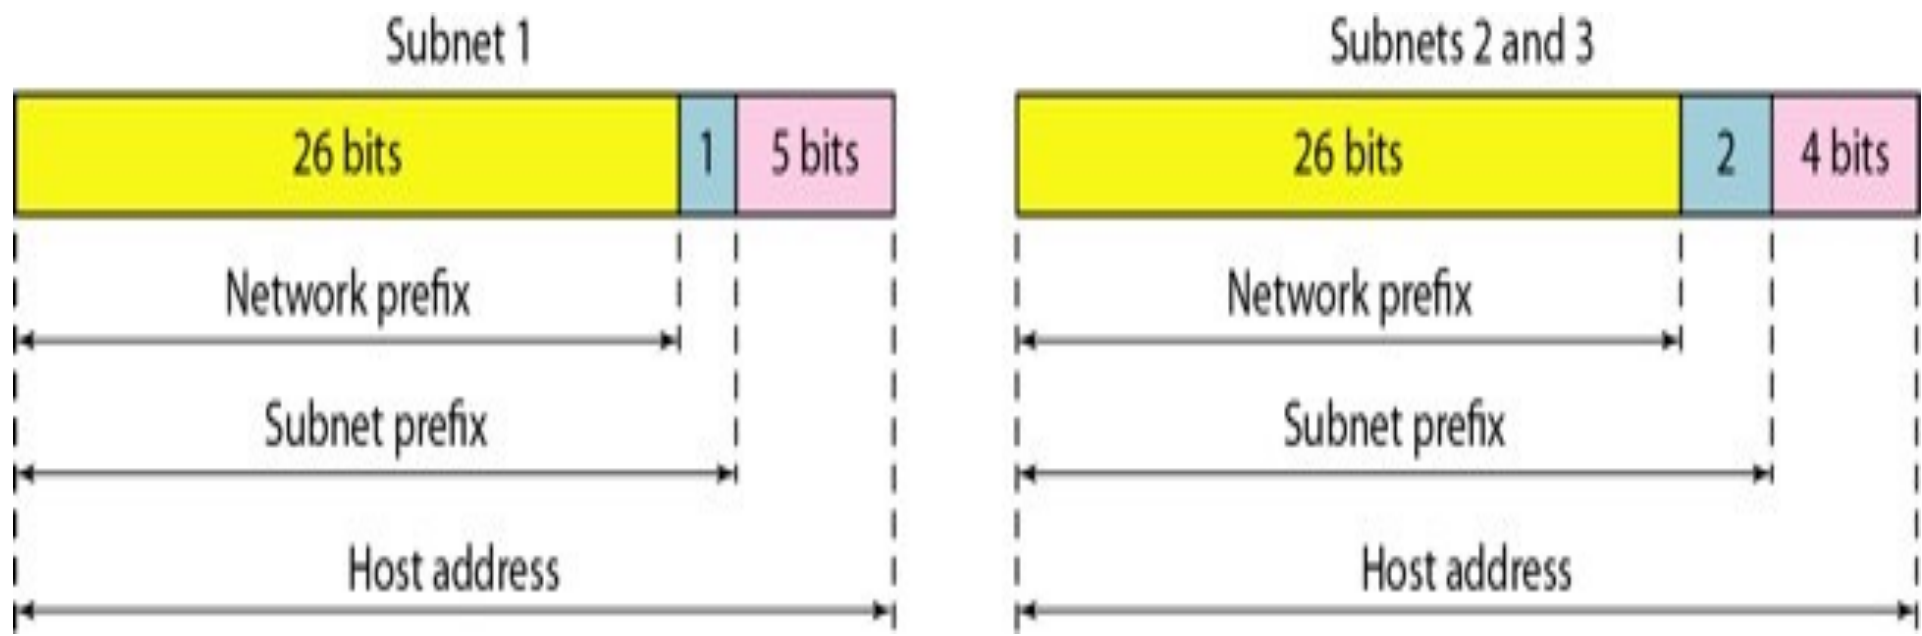 Subnet 1
26 bits 1 5 bits
Network prefix
Subnet prefix
Host address
Subnets 2 and 3
26 bits 2 4 bits
Network prefix
Subnet prefix
Host address